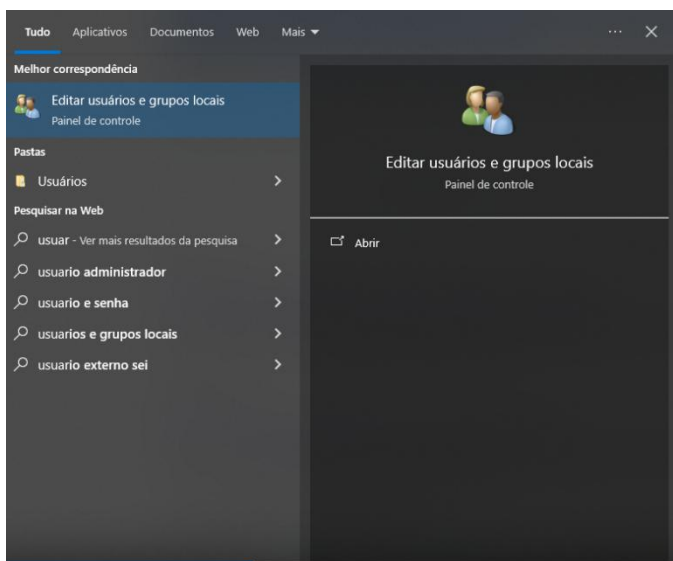 Tudo Aplicativos Documentos Web Mais
Melhor correspondência
Editar usuários e grupos locais
Painel de controle
Pastas
Usuários
Pesquisar na Web
usuar - Ver mais resultados da pesquisa
usuario administrador
usuario e senha
usuarios e grupos locais
usuario externo sei
Editar usuários e grupos locais
Painel de controle
Abrir